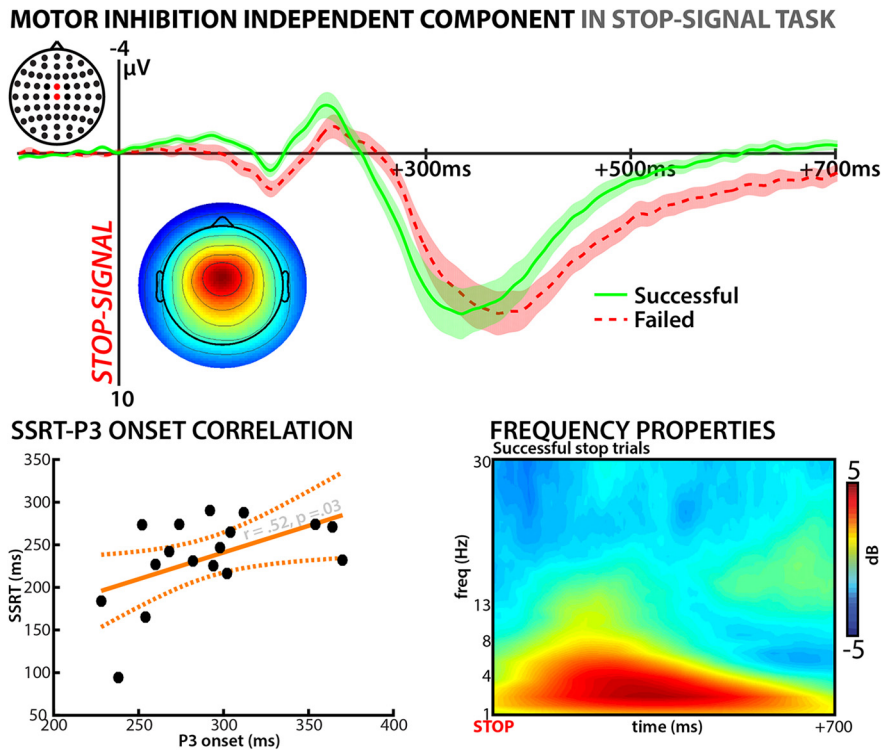 MOTOR INHIBITION INDEPENDENT COMPONENT IN STOP-SIGNAL TASK
-4
µV
+300ms
+500ms
+700ms
STOP-SIGNAL
Successful
Failed
10
SSRT-P3 ONSET CORRELATION
350
300
250
200
150
100
50
SSRT (ms)
r = .52, p =.03
200
250
300
350
400
P3 onset (ms)
FREQUENCY PROPERTIES
Successful stop trials
30
13
8
4
1
freq (Hz)
STOP
time (ms)
+700
5
dB
-5